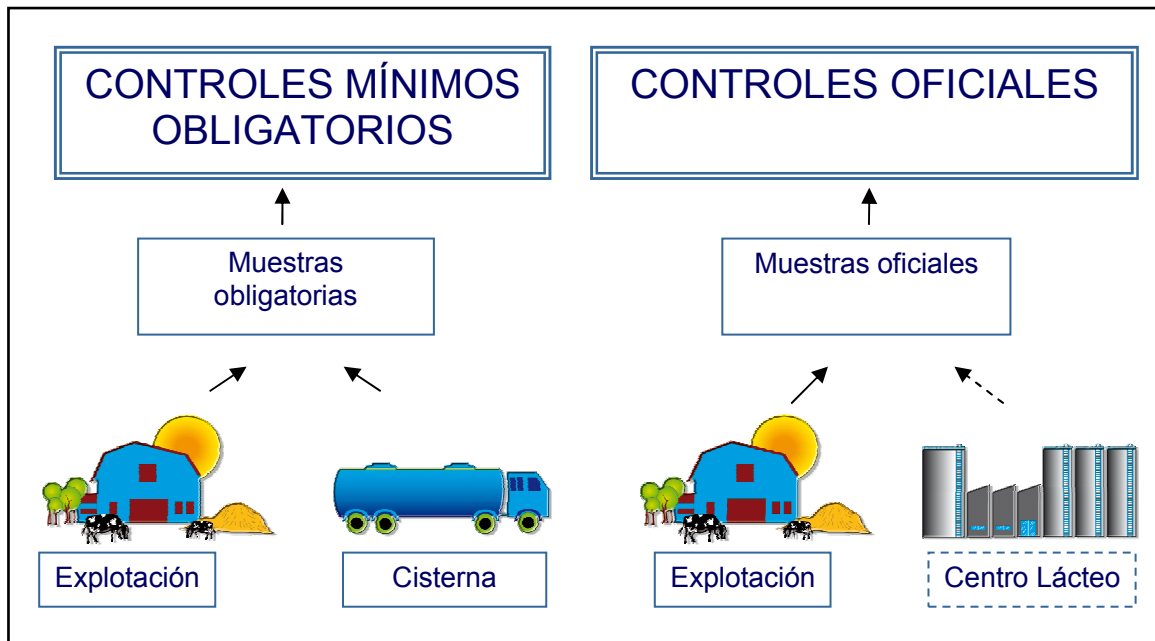 CONTROLES MÍNIMOS
OBLIGATORIOS
CONTROLES OFICIALES
Muestras
obligatorias
Muestras oficiales
Explotación
Cisterna
Explotación
Centro Lácteo